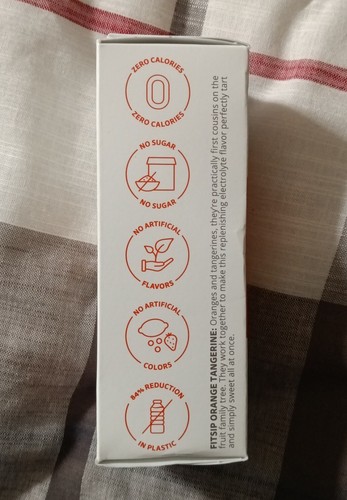 ZERO CALORIES
0
ZERO CALORIES
NO SUGAR
NO SUGAR
NO ARTIFICIAL
FLAVORS
NO ARTIFICIAL
COLORS
84% REDUCTION
IN PLASTIC
FITSIP ORANGE TANGERINE: Oranges and tangerines, they're practically first cousins on the
fruit family tree. They work together to make this replenishing electrolyte flavor perfectly tart
and simply sweet all at once.